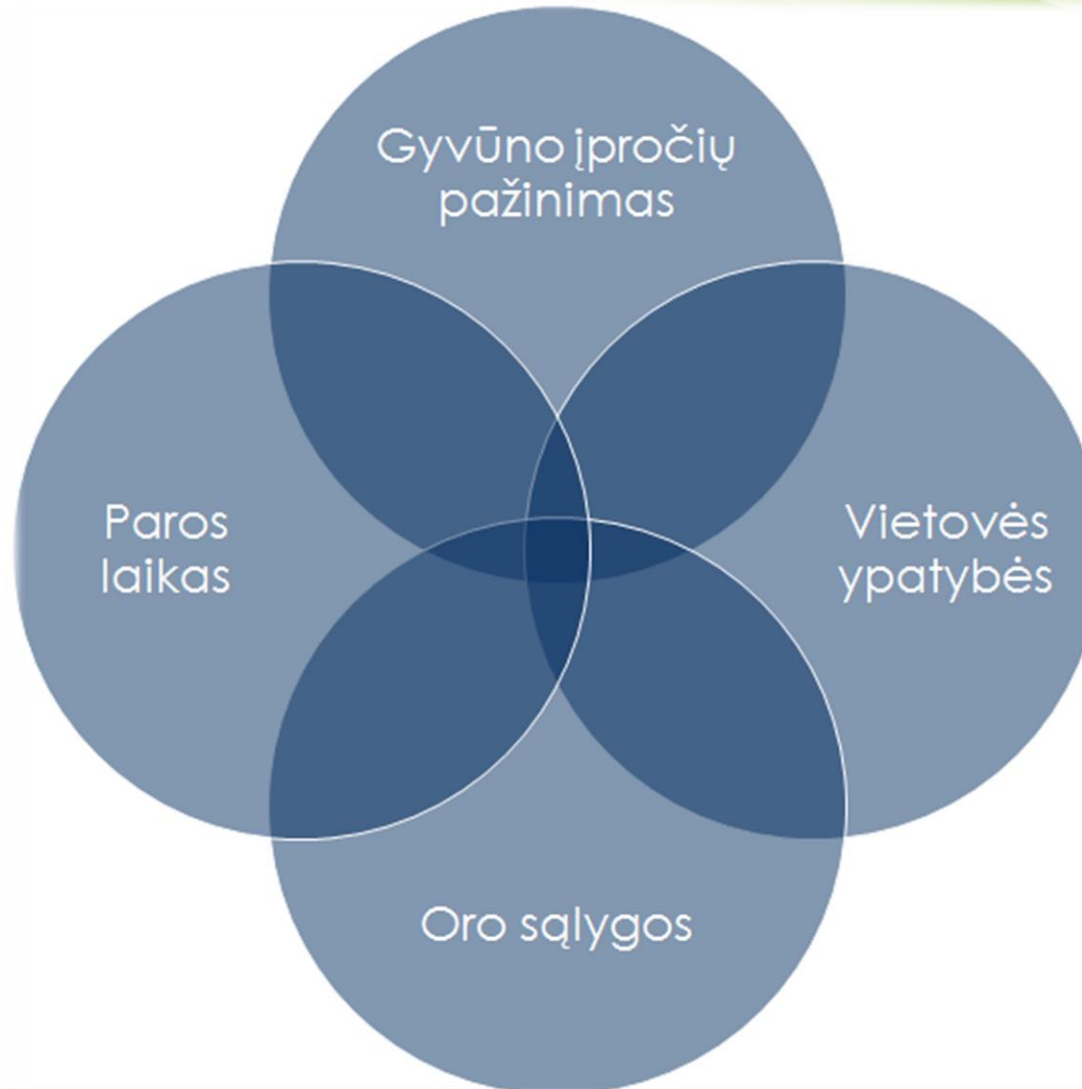 Gyvūno įpročių
pažinimas
Paros
laikas
Vietovės
ypatybės
Oro sąlygos